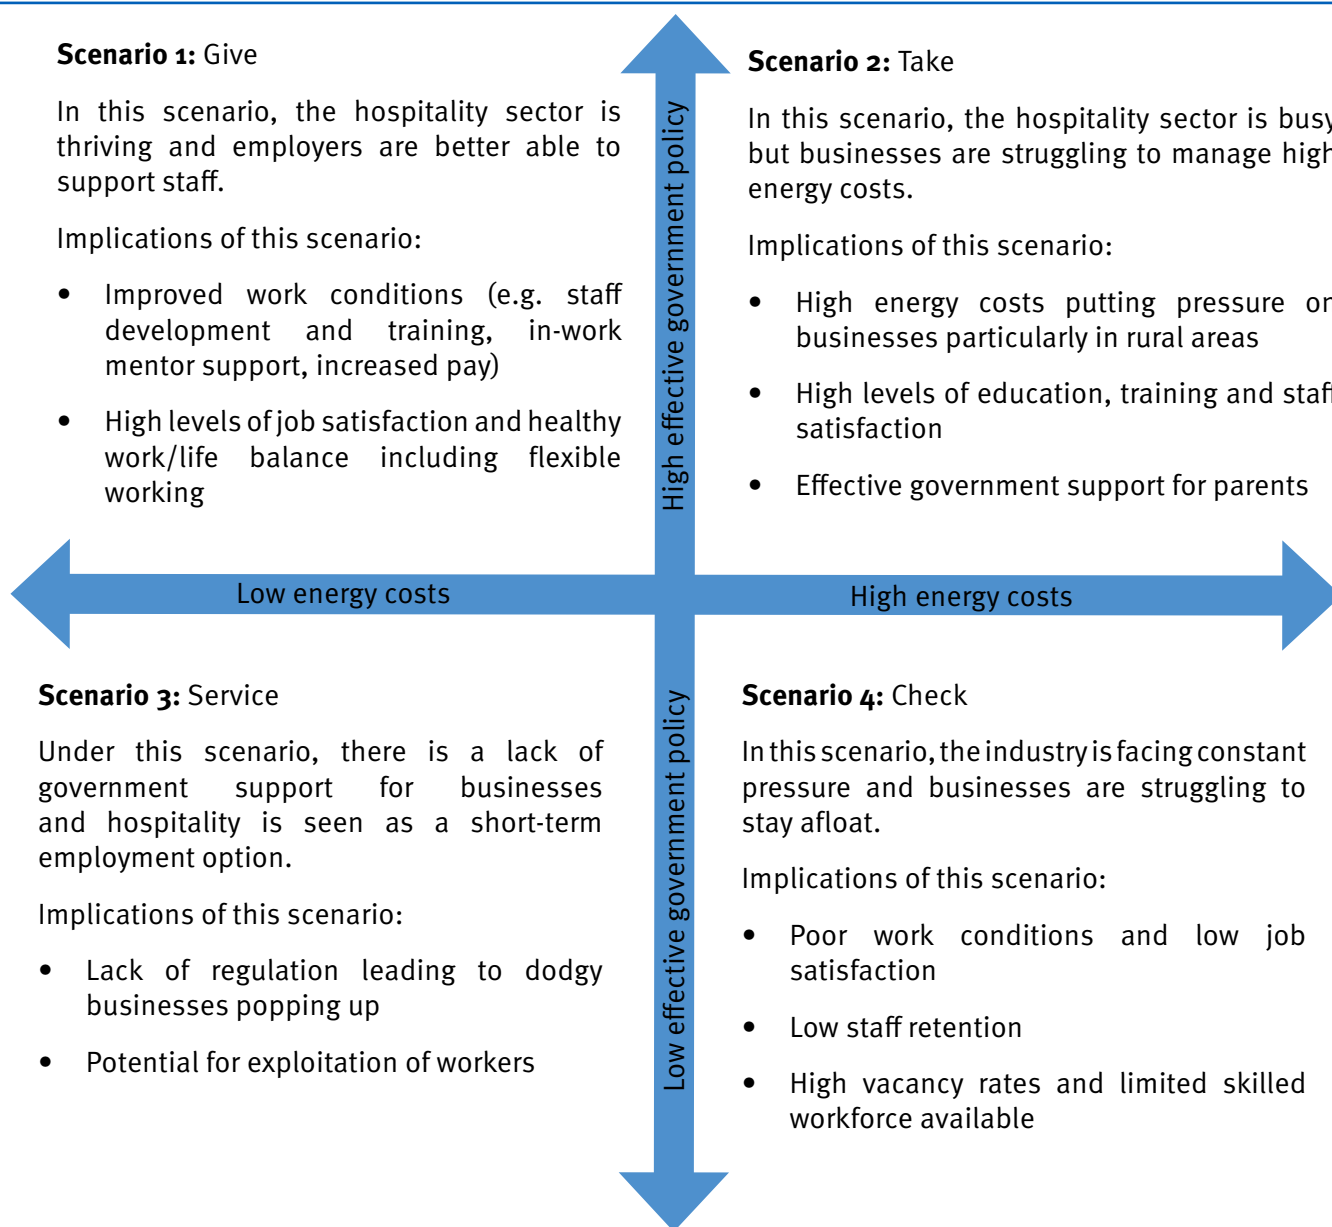 Scenario 1: Give
In this scenario, the hospitality sector is
thriving and employers are better able to
support staff.
Implications of this scenario:
• Improved work conditions (e.g. staff
development and training, in-work
mentor support, increased pay)
• High levels of job satisfaction and healthy
work/life balance including flexible
working
High effective government policy
Scenario 2: Take
In this scenario, the hospitality sector is busy
but businesses are struggling to manage high
energy costs.
Implications of this scenario:
• High energy costs putting pressure on
businesses particularly in rural areas
• High levels of education, training and staff
satisfaction
• Effective government support for parents
Low energy costs
High energy costs
Scenario 3: Service
Under this scenario, there is a lack of
government support for businesses
and hospitality is seen as a short-term
employment option.
Implications of this scenario:
• Lack of regulation leading to dodgy
businesses popping up
• Potential for exploitation of workers
Low effective government policy
Scenario 4: Check
In this scenario, the industry is facing constant
pressure and businesses are struggling to
stay afloat.
Implications of this scenario:
• Poor work conditions and low job
satisfaction
• Low staff retention
• High vacancy rates and limited skilled
workforce available